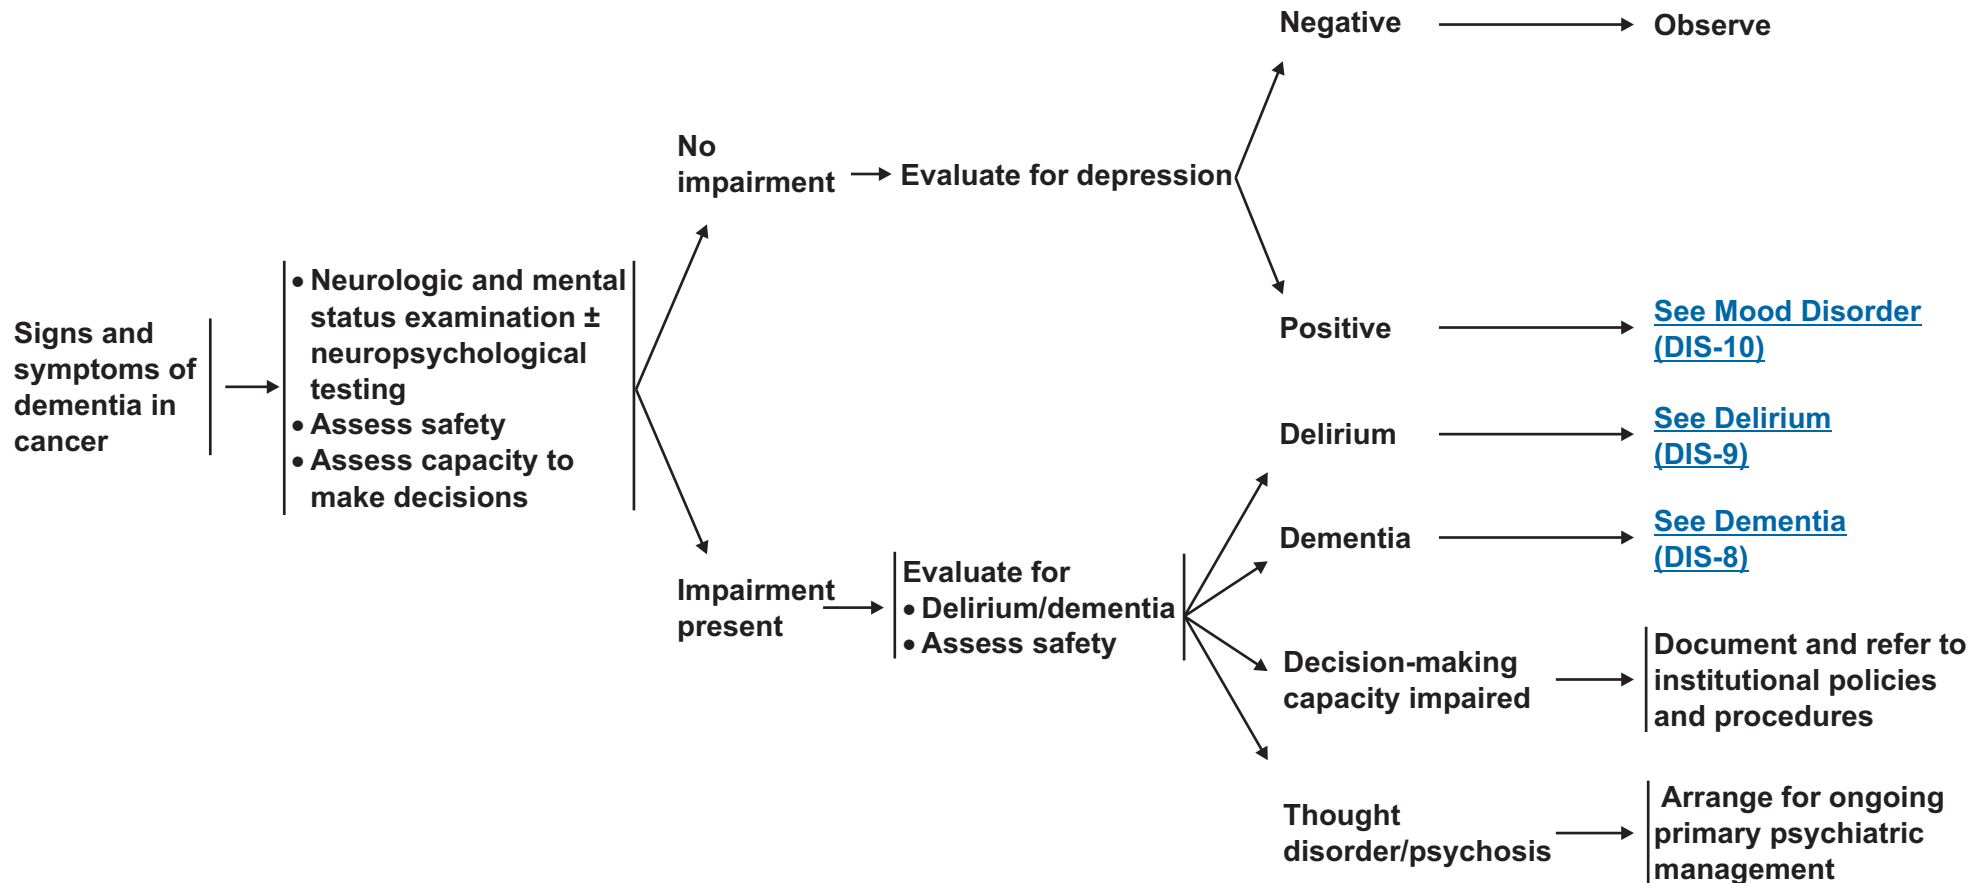 Signs and
symptoms of
dementia in
cancer
• Neurologic and mental
status examination ±
neuropsychological
testing
• Assess safety
• Assess capacity to
make decisions
No
impairment
Evaluate for depression
Negative
Observe
Positive
See Mood Disorder
(DIS-10)
Impairment
present
Evaluate for
• Delirium/dementia
• Assess safety
Delirium
See Delirium
(DIS-9)
Dementia
See Dementia
(DIS-8)
Decision-making
capacity impaired
Document and refer to
institutional policies
and procedures
Thought
disorder/psychosis
Arrange for ongoing
primary psychiatric
management